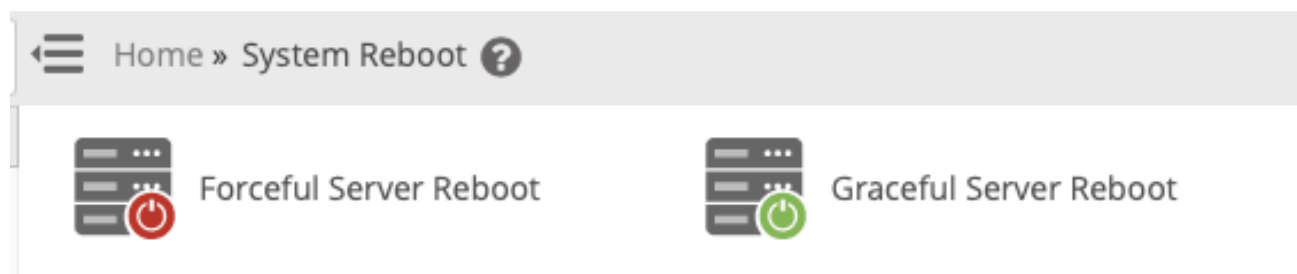 Home » System Reboot ?
Forceful Server Reboot
Graceful Server Reboot